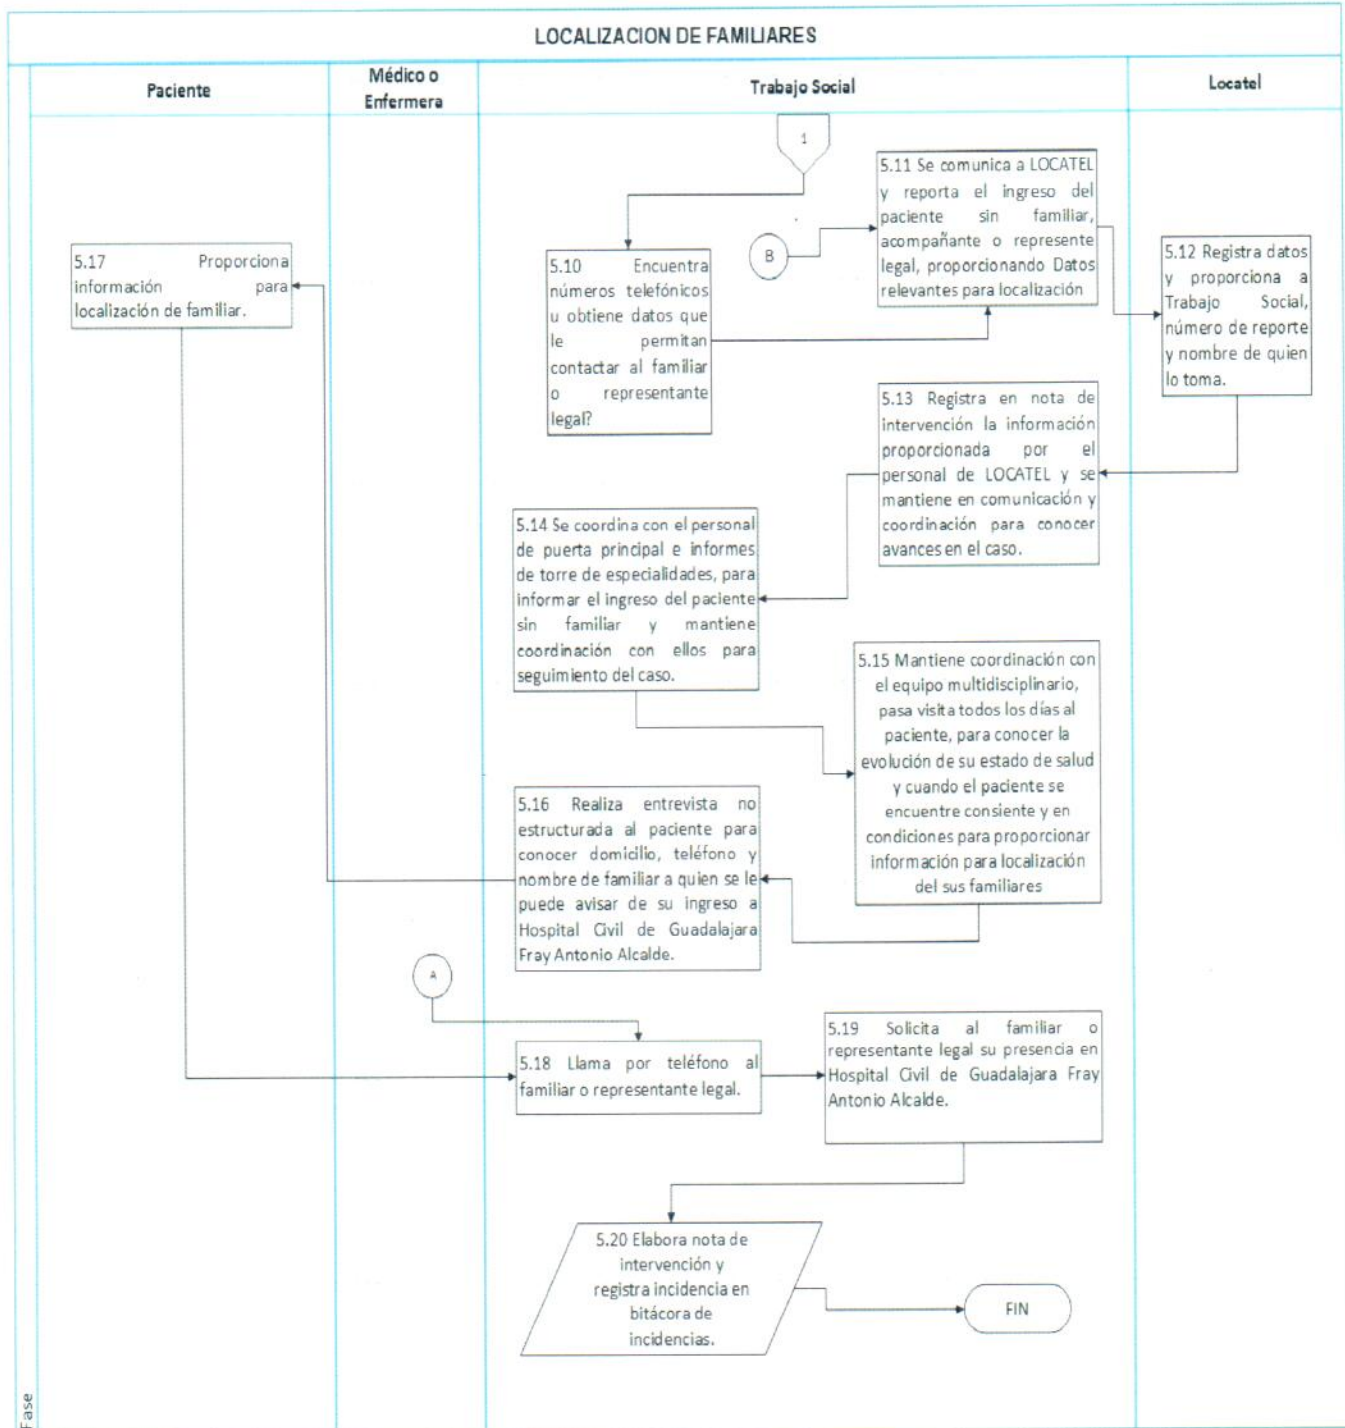 LOCALIZACION DE FAMILIARES
Paciente
Médico o
Enfermera
Trabajo Social
Locatel
1
5.10 Encuentra
números telefónicos
u obtiene datos que
le permitan
contactar al familiar
o representante
legal?
B
5.11 Se comunica a LOCATEL
y reporta el ingreso del
paciente sin familiar,
acompañante o represente
legal, proporcionando Datos
relevantes para localización
5.12 Registra datos
y proporciona a
Trabajo Social,
número de reporte
y nombre de quien
lo toma.
5.13 Registra en nota de
intervención la información
proporcionada por el
personal de LOCATEL y se
mantiene en comunicación y
coordinación para conocer
avances en el caso.
5.14 Se coordina con el personal
de puerta principal e informes
de torre de especialidades, para
informar el ingreso del paciente
sin familiar y mantiene
coordinación con ellos para
seguimiento del caso.
5.15 Mantiene coordinación con
el equipo multidisciplinario,
pasa visita todos los días al
paciente, para conocer la
evolución de su estado de salud
y cuando el paciente se
encuentre consiente y en
condiciones para proporcionar
información para localización
del sus familiares
5.16 Realiza entrevista no
estructurada al paciente para
conocer domicilio, teléfono y
nombre de familiar a quien se le
puede avisar de su ingreso a
Hospital Civil de Guadalajara
Fray Antonio Alcalde.
5.17 Proporciona
información para
localización de familiar.
A
5.18 Llama por teléfono al
familiar o representante legal.
5.19 Solicita al familiar o
representante legal su presencia en
Hospital Civil de Guadalajara Fray
Antonio Alcalde.
5.20 Elabora nota de
intervención y
registra incidencia en
bitácora de
incidencias.
FIN
Fase